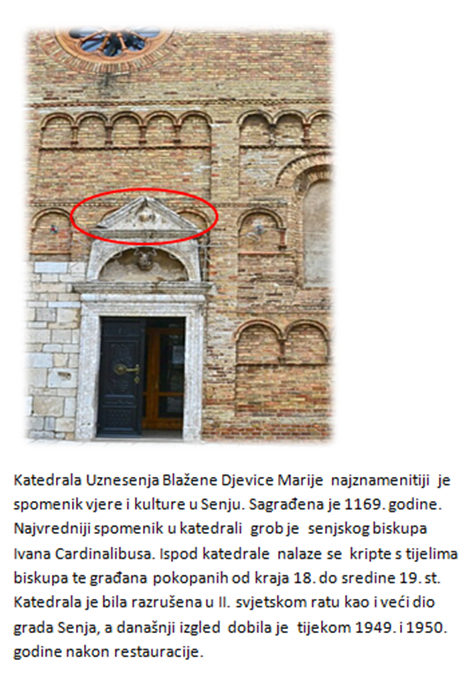 Katedrala Uznesenja Blažene Djevice Marije najznamenitiji je
spomenik vjere i kulture u Senju. Sagrađena je 1169. godine.
Najvredniji spomenik u katedrali grob je senjskog biskupa
Ivana Cardinalibusa. Ispod katedrale nalaze se kripte s tijelima
biskupa te građana pokopanih od kraja 18. do sredine 19. st.
Katedrala je bila razrušena u II. svjetskom ratu kao i veći dio
grada Senja, a današnji izgled dobila je tijekom 1949. i 1950.
godine nakon restauracije.